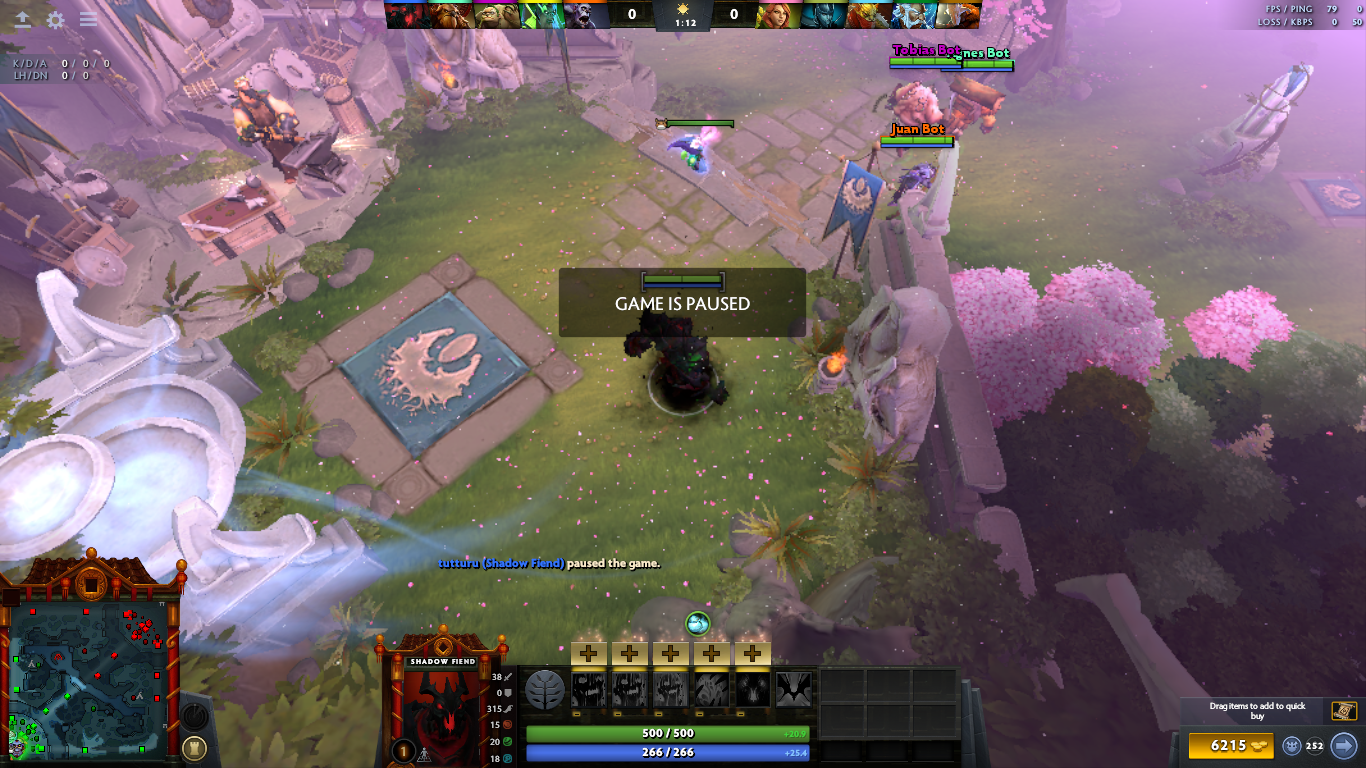 0 1:12 0
FPS / PING 79 0
LOSS / KBPS 0 50
K/D/A 0 / 0 / 0
LH/DN 0 / 0
Tobias Bot gnes Bot
Juan Bot
GAME IS PAUSED
tutturu (Shadow Fiend) paused the game.
SHADOW FIEND
38
0
315
15
20
18
1
500 / 500 +20.9
266 / 266 +25.4
Drag items to add to quick
buy
6215 252